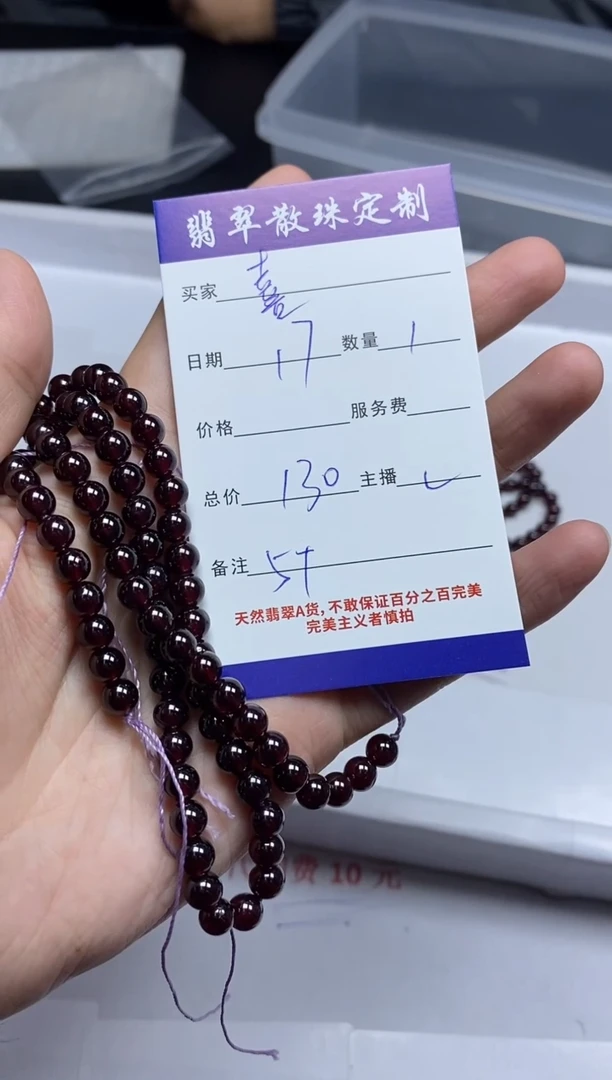 翡翠散珠定制
买家 喜
日期 17 数量 1
价格 服务费
总价 130 主播
备注 54
天然翡翠A货,不敢保证百分之百完美
完美主义者慎拍
费 10 元